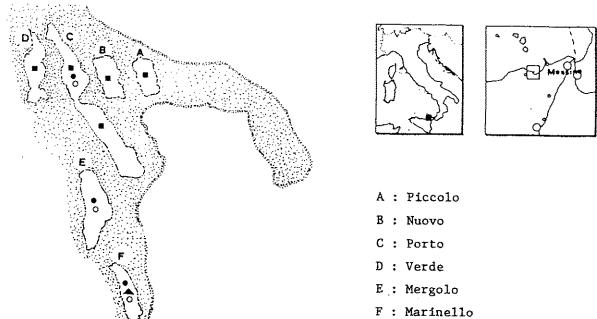 D
C
B
A
E
F
Messina
A : Piccolo
B : Nuovo
C : Porto
D : Verde
E : Mergolo
F : Marinello